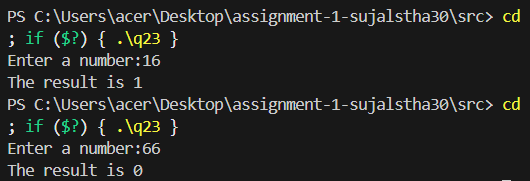 PS C:\Users\acer\Desktop\assignment-1-sujalstha30\src> cd
; if ($?) { .\q23 }
Enter a number:16
The result is 1
PS C:\Users\acer\Desktop\assignment-1-sujalstha30\src> cd
; if ($?) { .\q23 }
Enter a number:66
The result is 0